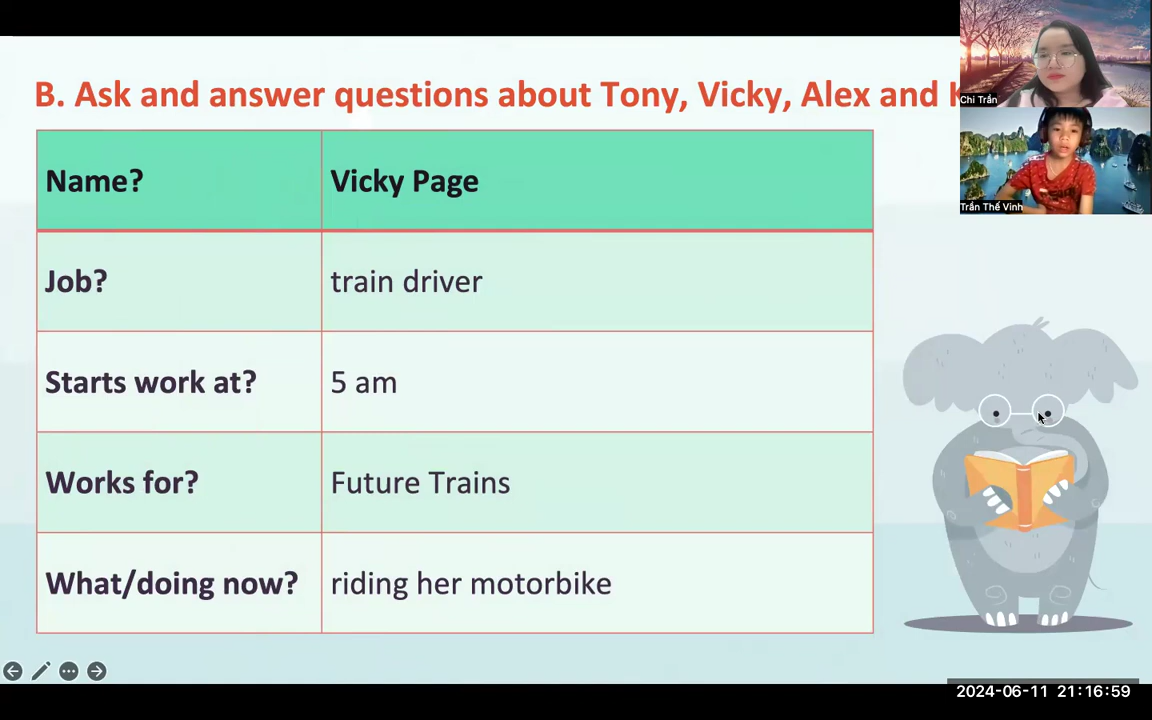 B. Ask and answer questions about Tony, Vicky, Alex and
Chi Trần
Trần Thế Vinh
Name? Vicky Page
Job? train driver
Starts work at? 5 am
Works for? Future Trains
What/doing now? riding her motorbike
2024-06-11 21:16:59